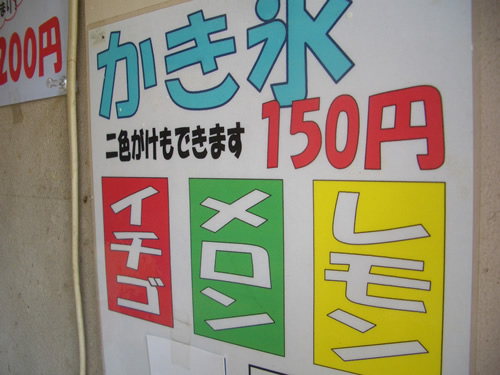 200円
かき氷
二色がけもできます
150円
イチゴ
メロン
レモン